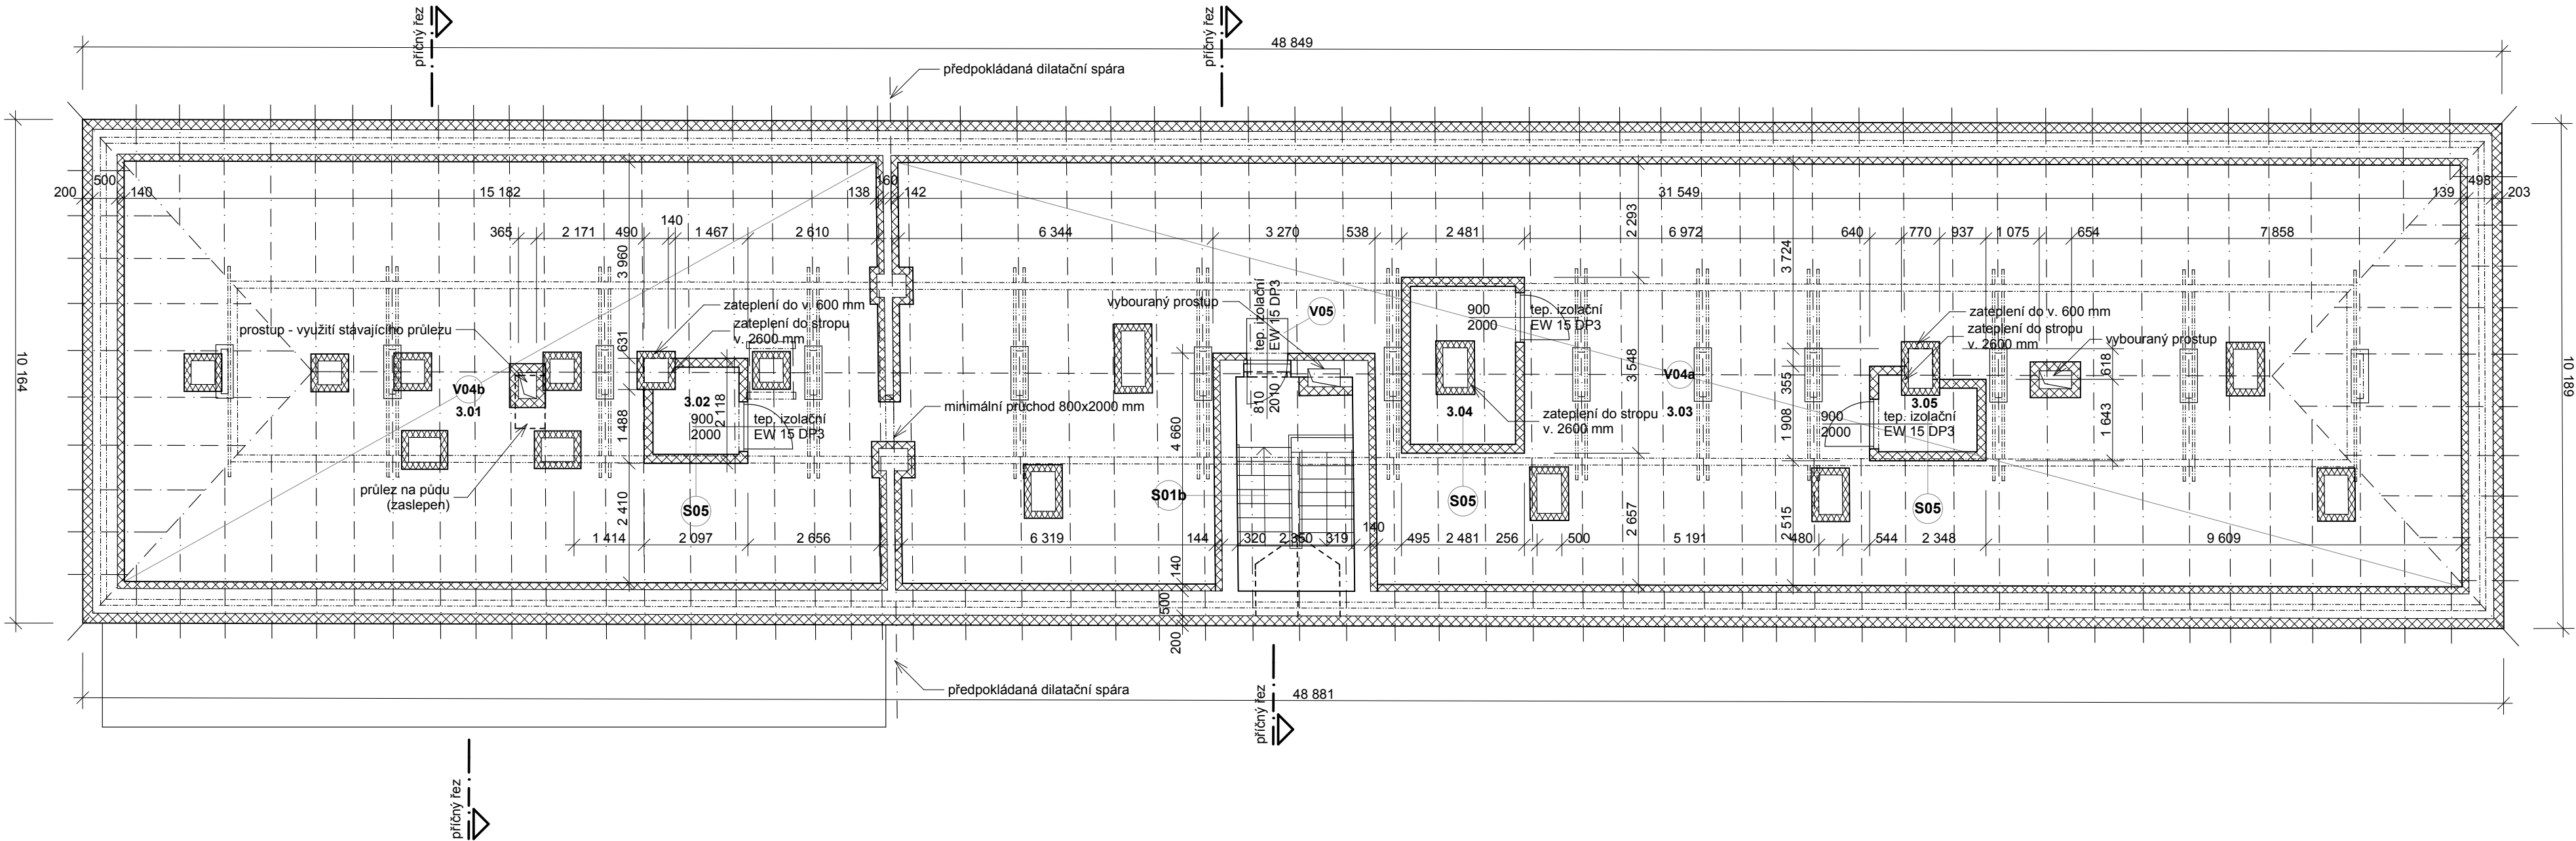 příčný řez
příčný řez
48 849
předpokládaná dilatační spára
10 164
10 189
200
500
140
15 182
138
160
142
31 549
139
498
203
365
2 171
490
140
1 467
2 610
6 344
3 270
538
2 481
6 972
640
770
937
1 075
654
7 858
3 960
2 293
3 724
zateplení do v. 600 mm
zateplení do stropu
v. 2600 mm
prostup - využití stávajícího průlezu
631
vybouraný prostup
tep. izolační
EW 15 DP3
V05
900
2000
tep. izolační
EW 15 DP3
zateplení do v. 600 mm
zateplení do stropu
v. 2600 mm
vybouraný prostup
V04b
3.01
3.02
900
2000
2 118
tep. izolační
EW 15 DP3
1 488
minimální průchod 800x2000 mm
810
2010
4 660
3.04
zateplení do stropu
v. 2600 mm
3 548
V04a
3.03
355
1 908
900
2000
3.05
tep. izolační
EW 15 DP3
618
1 643
průlez na půdu
(zaslepen)
S05
S01b
S05
S05
2 410
2 657
2 515
1 414
2 097
2 656
6 319
144
320
2 350
319
140
495
2 481
256
500
5 191
480
544
2 348
9 609
140
500
200
předpokládaná dilatační spára
48 881
příčný řez
příčný řez